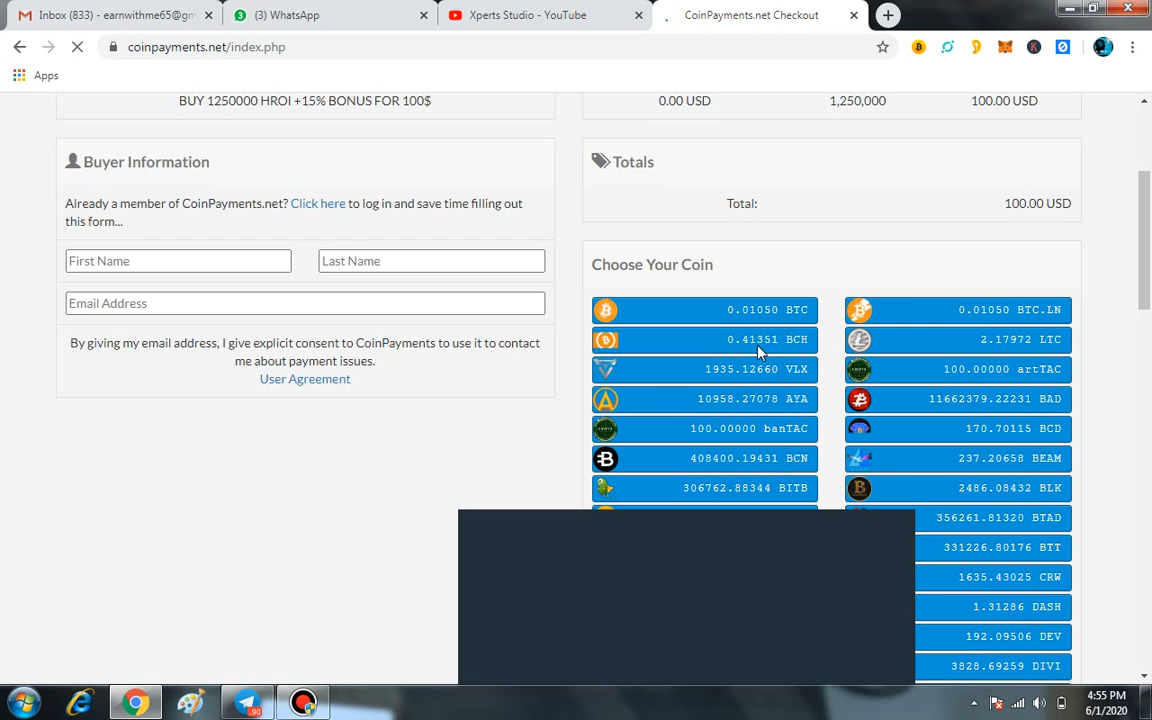 Inbox (833) - earnwithme65@gm
(3) WhatsApp
Xperts Studio - YouTube
CoinPayments.net Checkout
coinpayments.net/index.php
Apps
BUY 1250000 HROI +15% BONUS FOR 100$
0.00 USD
1,250,000
100.00 USD
Buyer Information
Already a member of CoinPayments.net? Click here to log in and save time filling out
this form...
First Name
Last Name
Email Address
By giving my email address, I give explicit consent to CoinPayments to use it to contact
me about payment issues.
User Agreement
Totals
Total:
100.00 USD
Choose Your Coin
0.01050 BTC
0.01050 BTC.LN
0.41351 BCH
2.17972 LTC
1935.12660 VLX
100.00000 artTAC
10958.27078 AYA
11662379.22231 BAD
100.00000 banTAC
170.70115 BCD
408400.19431 BCN
237.20658 BEAM
306762.88344 BITB
2486.08432 BLK
356261.81320 BTAD
331226.80176 BTT
1635.43025 CRW
1.31286 DASH
192.09506 DEV
3828.69259 DIVI
90
4:55 PM
6/1/2020